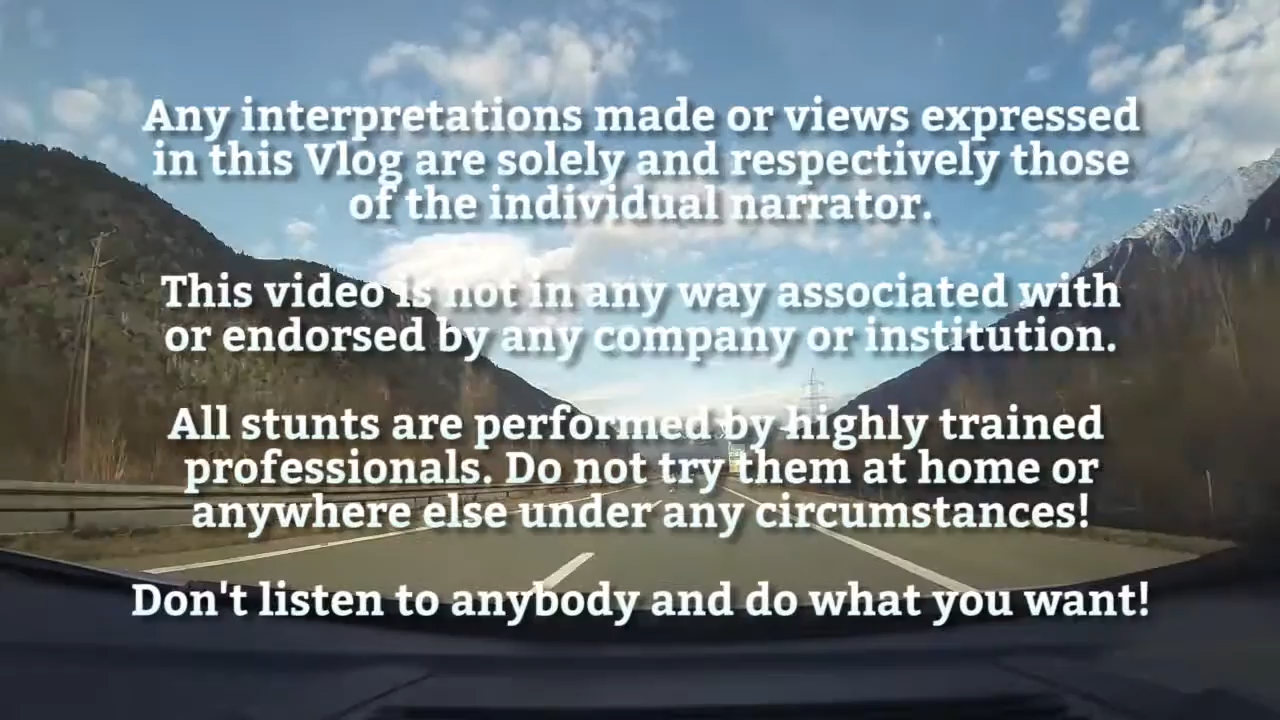 Any interpretations made or views expressed
in this Vlog are solely and respectively those
of the individual narrator.
This video is not in any way associated with
or endorsed by any company or institution.
All stunts are performed by highly trained
professionals. Do not try them at home or
anywhere else under any circumstances!
Don't listen to anybody and do what you want!